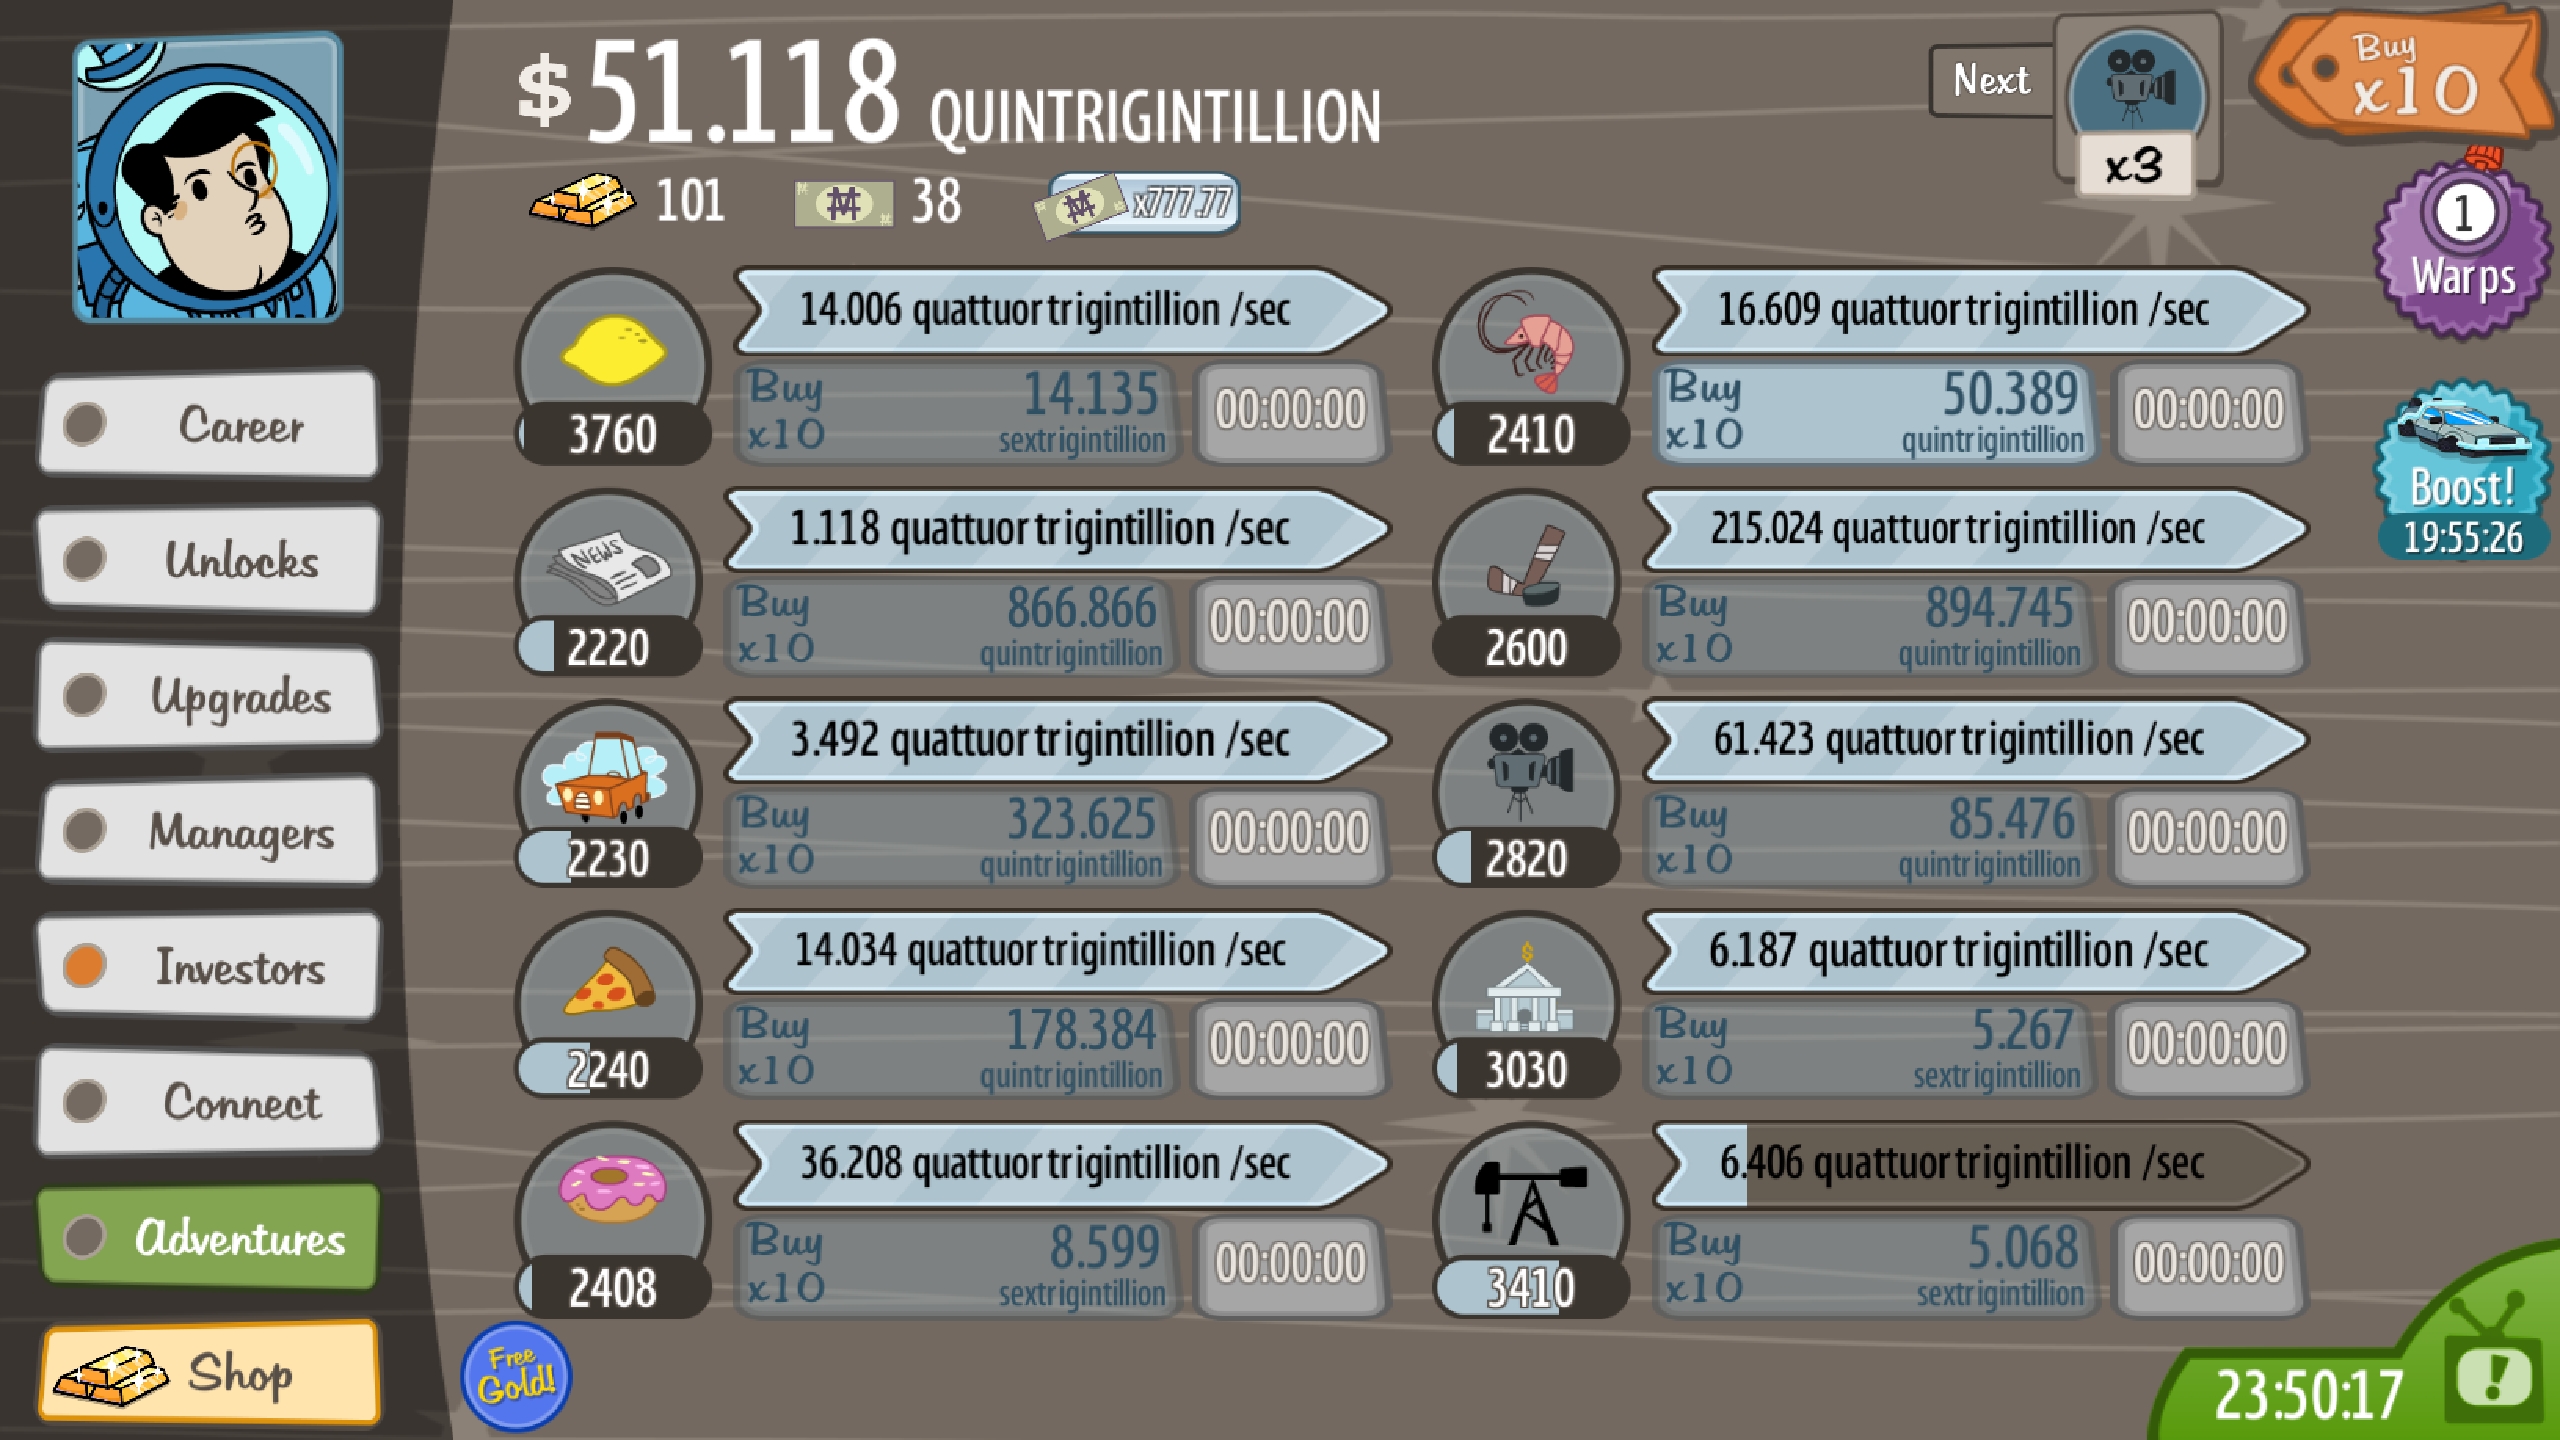 $ 51.118 QUINTRIGINTILLION
Next
x3
Buy
x10
101
38
x777.77
1
Warps
Boost!
19:55:26
Career
Unlocks
Upgrades
Managers
Investors
Connect
Adventures
Shop
14.006 quattuortrigintillion /sec
Buy
x10
14.135
sextrigintillion
00:00:00
3760
16.609 quattuortrigintillion /sec
Buy
x10
50.389
quintrigintillion
00:00:00
2410
NEWS
1.118 quattuortrigintillion /sec
Buy
x10
866.866
quintrigintillion
00:00:00
2220
215.024 quattuortrigintillion /sec
Buy
x10
894.745
quintrigintillion
00:00:00
2600
3.492 quattuortrigintillion /sec
Buy
x10
323.625
quintrigintillion
00:00:00
2230
61.423 quattuortrigintillion /sec
Buy
x10
85.476
quintrigintillion
00:00:00
2820
14.034 quattuortrigintillion /sec
Buy
x10
178.384
quintrigintillion
00:00:00
2240
$
6.187 quattuortrigintillion /sec
Buy
x10
5.267
sextrigintillion
00:00:00
3030
36.208 quattuortrigintillion /sec
Buy
x10
8.599
sextrigintillion
00:00:00
2408
6.406 quattuortrigintillion /sec
Buy
x10
5.068
sextrigintillion
00:00:00
3410
Free
Gold!
23:50:17
!